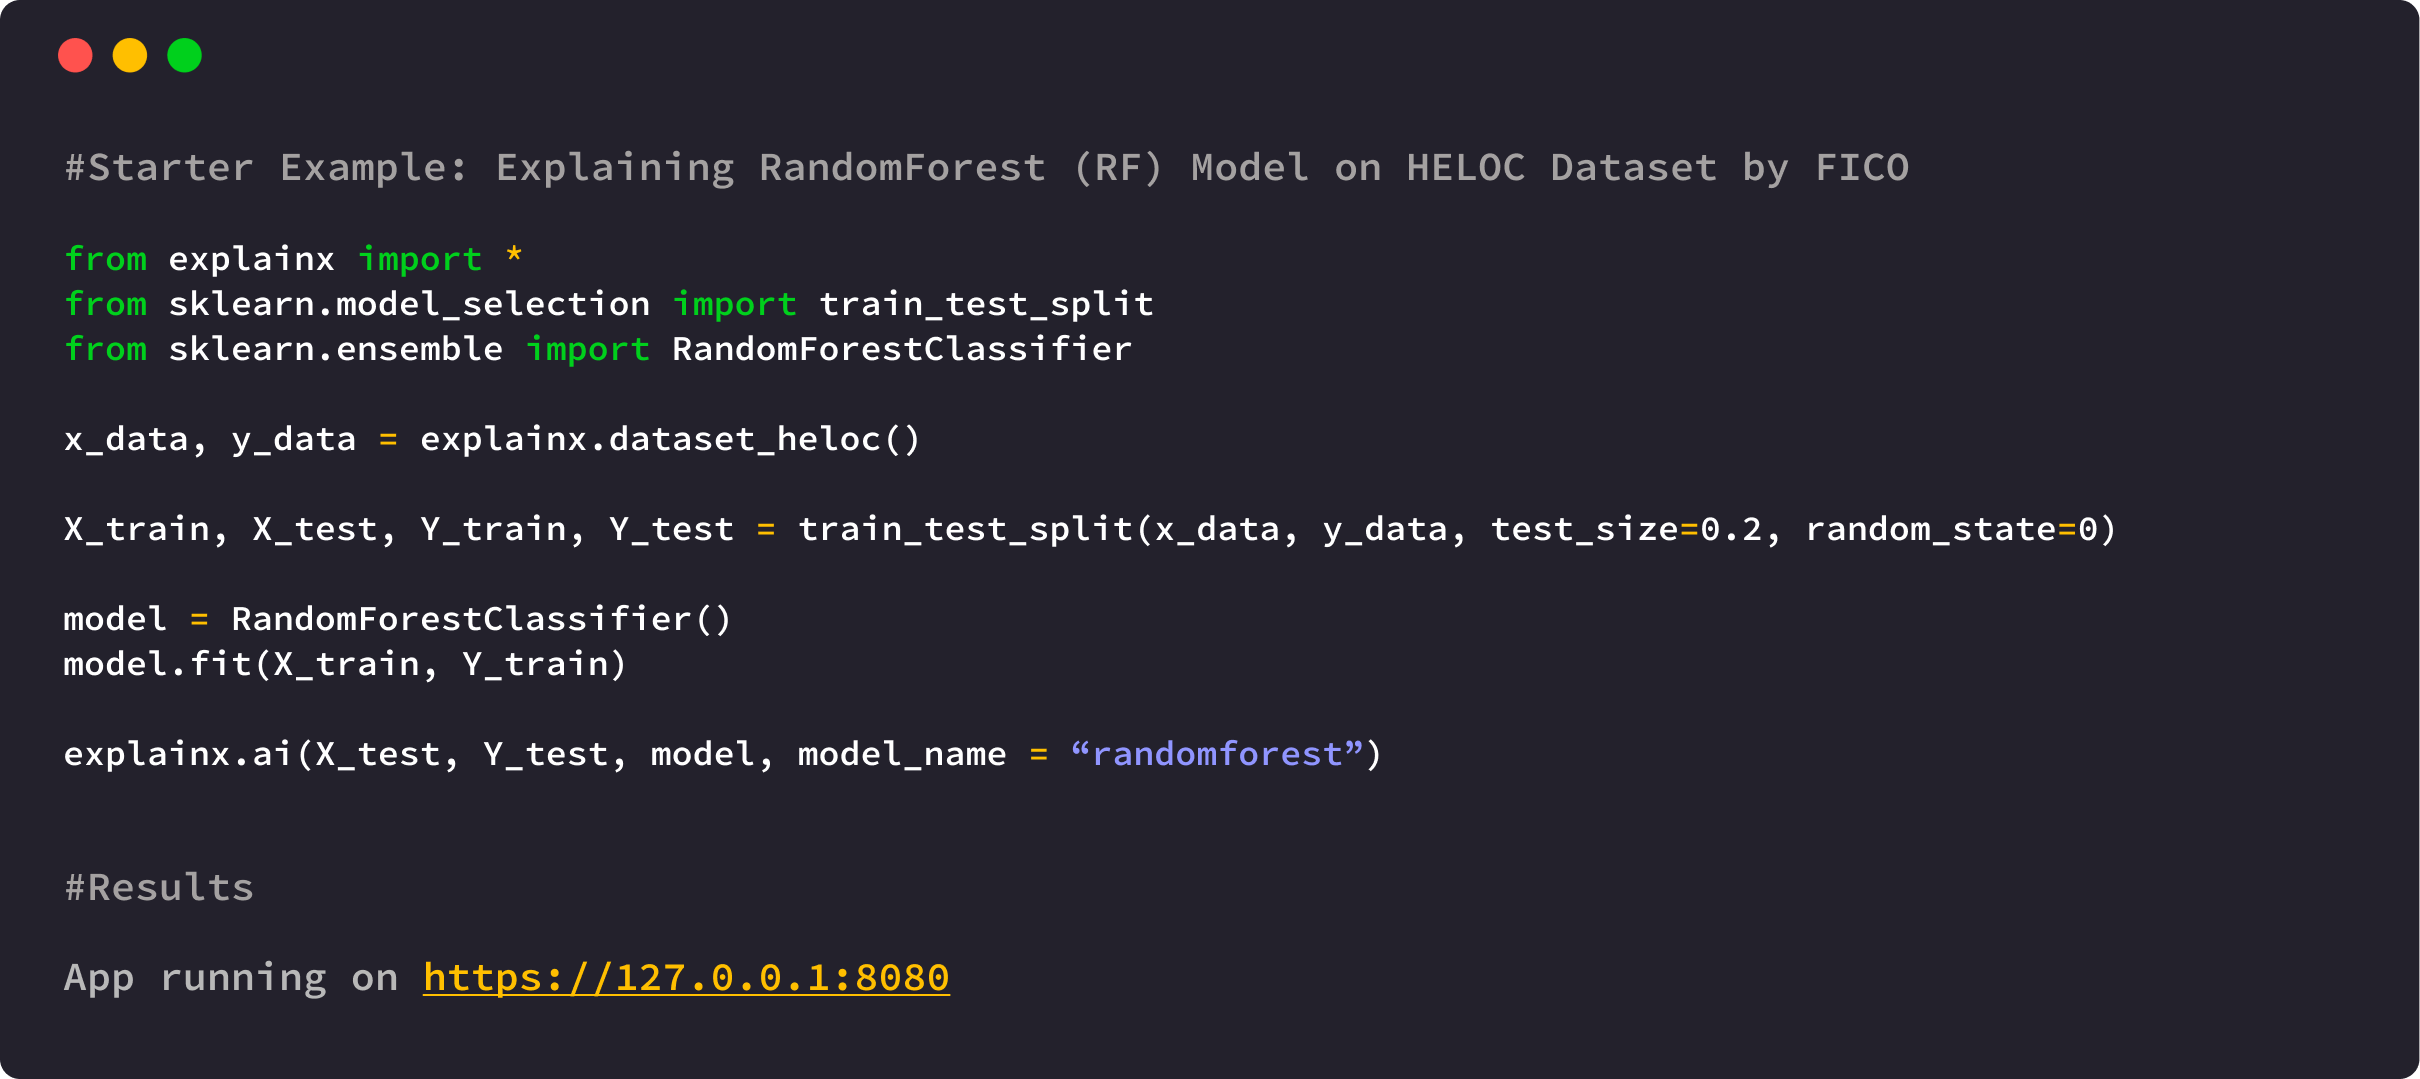 #Starter Example: Explaining RandomForest (RF) Model on HELOC Dataset by FICO
from explainx import *
from sklearn.model_selection import train_test_split
from sklearn.ensemble import RandomForestClassifier
x_data, y_data = explainx.dataset_heloc()
X_train, X_test, Y_train, Y_test = train_test_split(x_data, y_data, test_size=0.2, random_state=0)
model = RandomForestClassifier()
model.fit(X_train, Y_train)
explainx.ai(X_test, Y_test, model, model_name = “randomforest”)
#Results
App running on https://127.0.0.1:8080